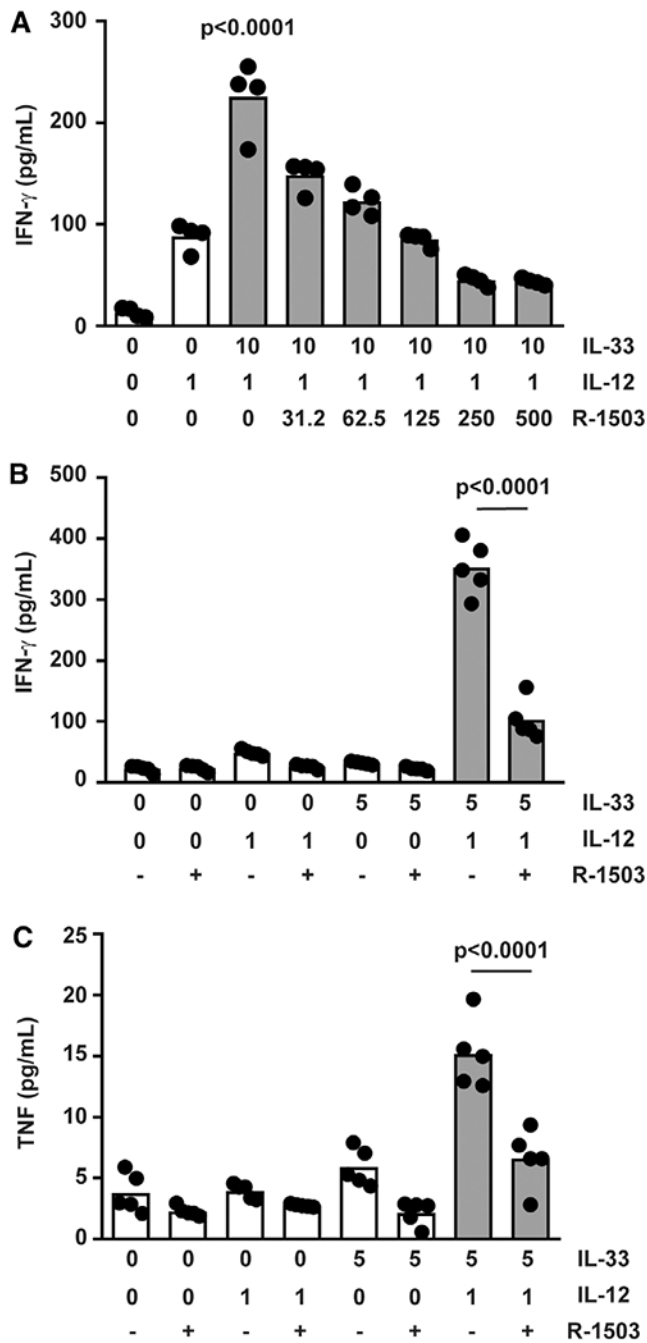 A
300
p<0.0001
200
IFN-γ (pg/mL)
100
0
0 0 10 10 10 10 10 10 IL-33
0 1 1 1 1 1 1 1 IL-12
0 0 0 31.2 62.5 125 250 500 R-1503
B
500
p<0.0001
400
300
IFN-γ (pg/mL)
200
100
0
0 0 0 0 5 5 5 5 IL-33
0 0 1 1 0 0 1 1 IL-12
- + - + - + - + R-1503
C
25
p<0.0001
20
15
TNF (pg/mL)
10
5
0
0 0 0 0 5 5 5 5 IL-33
0 0 1 1 0 0 1 1 IL-12
- + - + - + - + R-1503